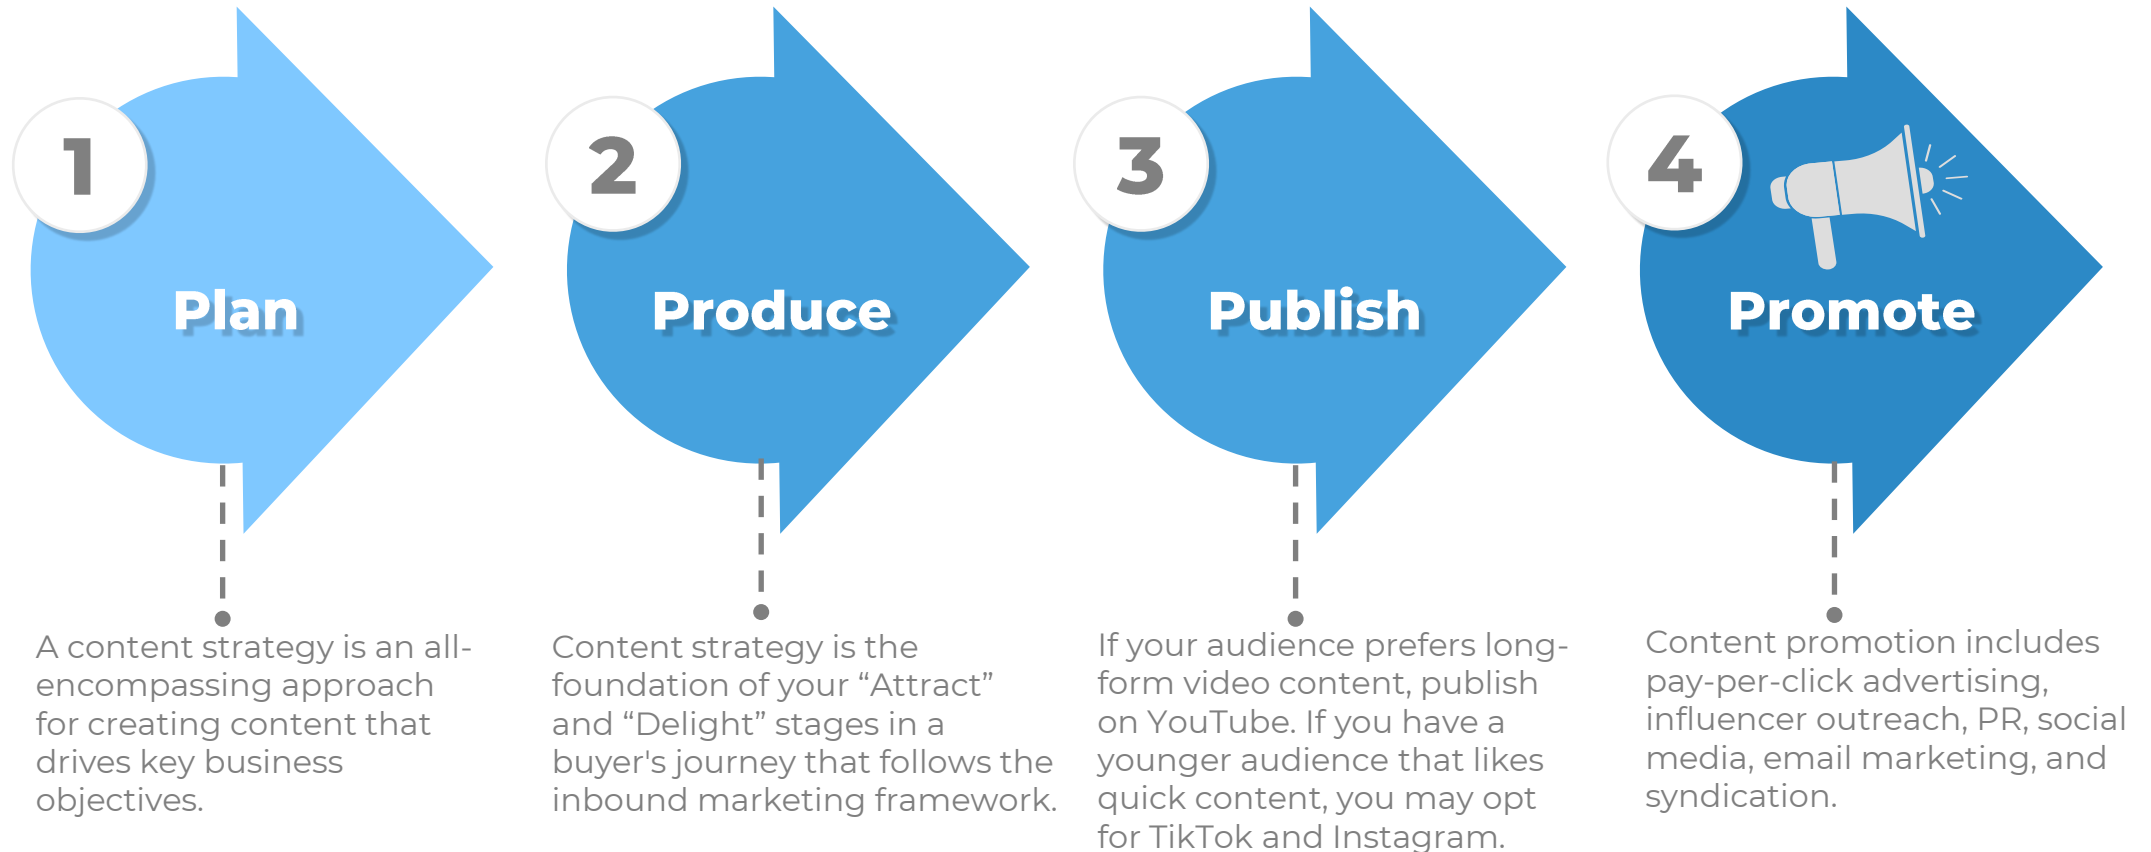 1
Plan
A content strategy is an all-
encompassing approach
for creating content that
drives key business
objectives.
2
Produce
Content strategy is the
foundation of your “Attract”
and “Delight” stages in a
buyer's journey that follows the
inbound marketing framework.
3
Publish
If your audience prefers long-
form video content, publish
on YouTube. If you have a
younger audience that likes
quick content, you may opt
for TikTok and Instagram.
4
Promote
Content promotion includes
pay-per-click advertising,
influencer outreach, PR, social
media, email marketing, and
syndication.